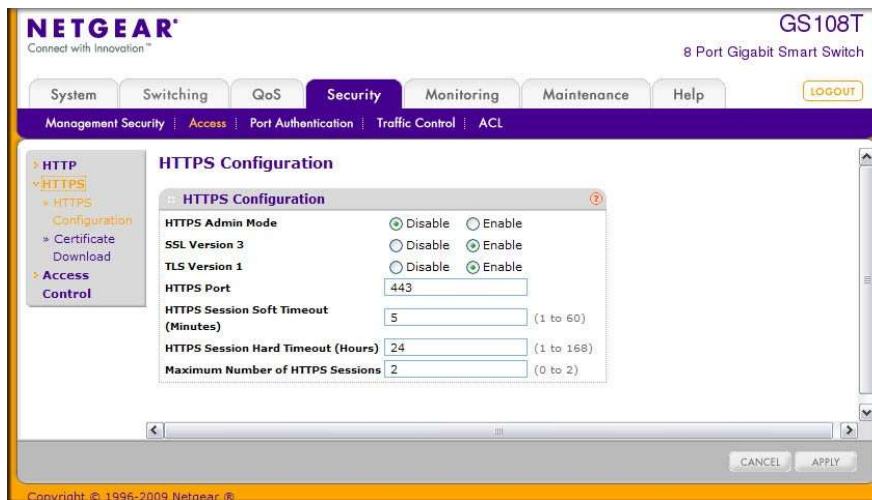 NETGEAR®
Connect with Innovation™
GS108T
8 Port Gigabit Smart Switch
System Switching QoS Security Monitoring Maintenance Help LOGOUT
Management Security Access Port Authentication Traffic Control ACL
HTTP
HTTPS
» HTTPS
Configuration
» Certificate
Download
Access
Control
HTTPS Configuration
HTTPS Configuration ?
HTTPS Admin Mode Disable Enable
SSL Version 3 Disable Enable
TLS Version 1 Disable Enable
HTTPS Port 443
HTTPS Session Soft Timeout
(Minutes) 5 (1 to 60)
HTTPS Session Hard Timeout (Hours) 24 (1 to 168)
Maximum Number of HTTPS Sessions 2 (0 to 2)
CANCEL APPLY
Copyright © 1996-2009 Netgear ®